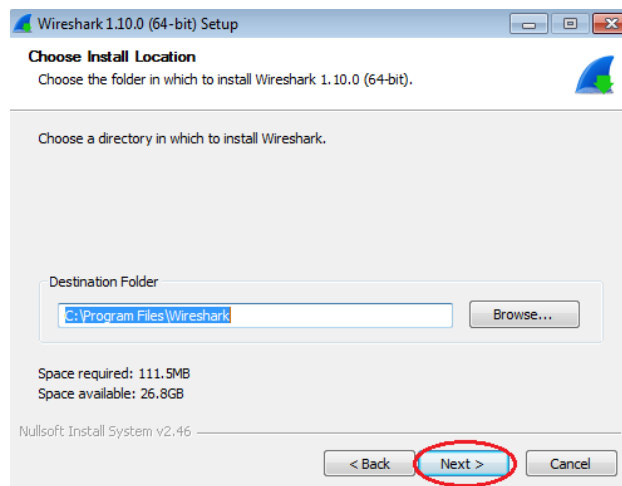 Wireshark 1.10.0 (64-bit) Setup
Choose Install Location
Choose the folder in which to install Wireshark 1.10.0 (64-bit).
Choose a directory in which to install Wireshark.
Destination Folder
C:\Program Files\Wireshark
Browse...
Space required: 111.5MB
Space available: 26.8GB
Nullsoft Install System v2.46
< Back Next > Cancel